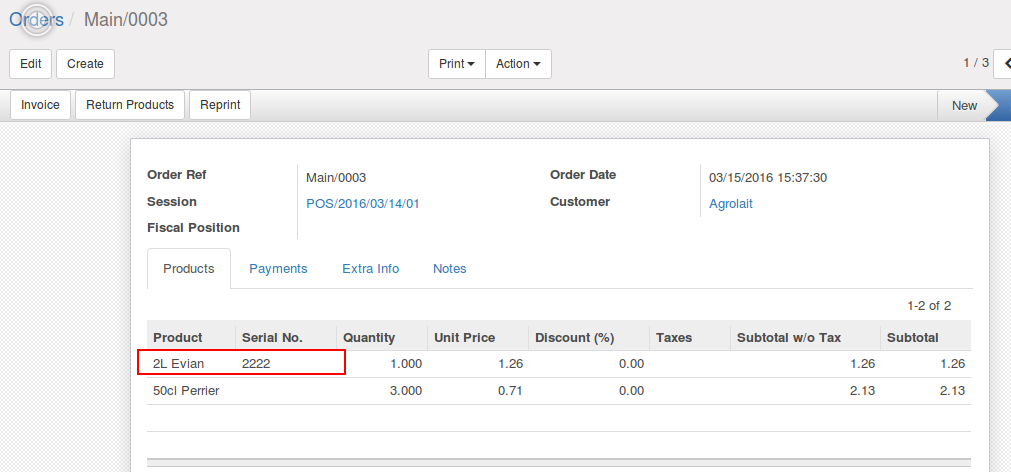 Orders / Main/0003
Edit Create Print Action 1 / 3
Invoice Return Products Reprint New
Order Ref Main/0003 Order Date 03/15/2016 15:37:30
Session POS/2016/03/14/01 Customer Agrolait
Fiscal Position
Products Payments Extra Info Notes
1-2 of 2
Product Serial No. Quantity Unit Price Discount (%) Taxes Subtotal w/o Tax Subtotal
2L Evian 2222 1.000 1.26 0.00 1.26 1.26
50cl Perrier 3.000 0.71 0.00 2.13 2.13